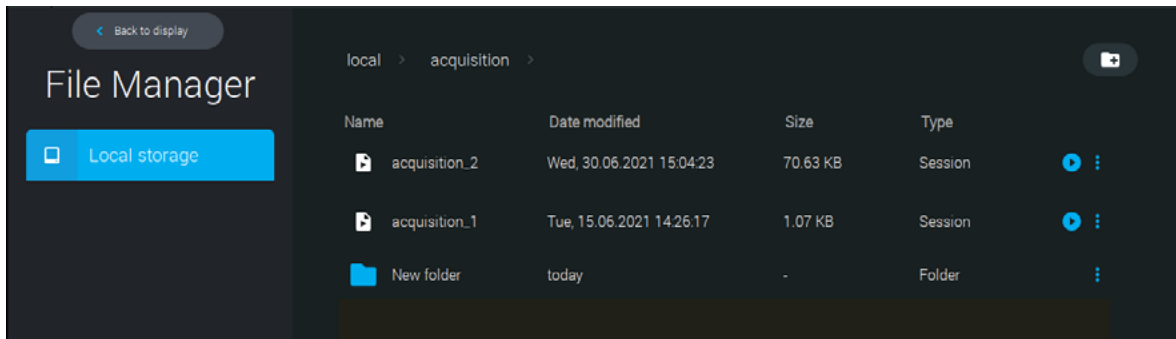 Back to display
File Manager
Local storage
local > acquisition >
Name Date modified Size Type
acquisition_2 Wed, 30.06.2021 15:04:23 70.63 KB Session
acquisition_1 Tue, 15.06.2021 14:26:17 1.07 KB Session
New folder today - Folder